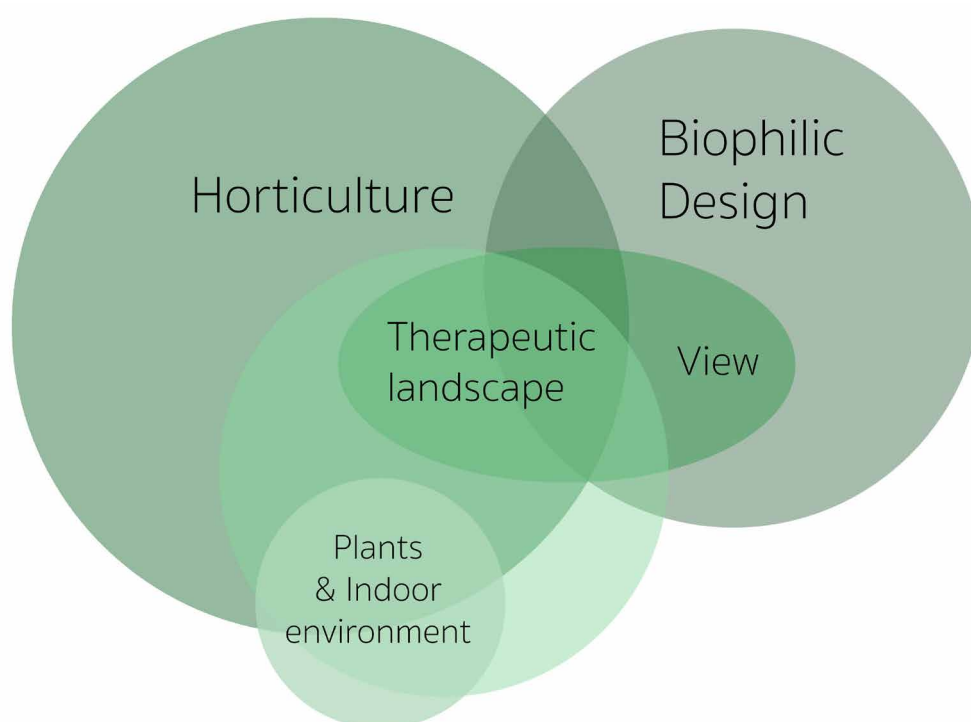 Horticulture
Biophilic
Design
Therapeutic
landscape
View
Plants
& Indoor
environment